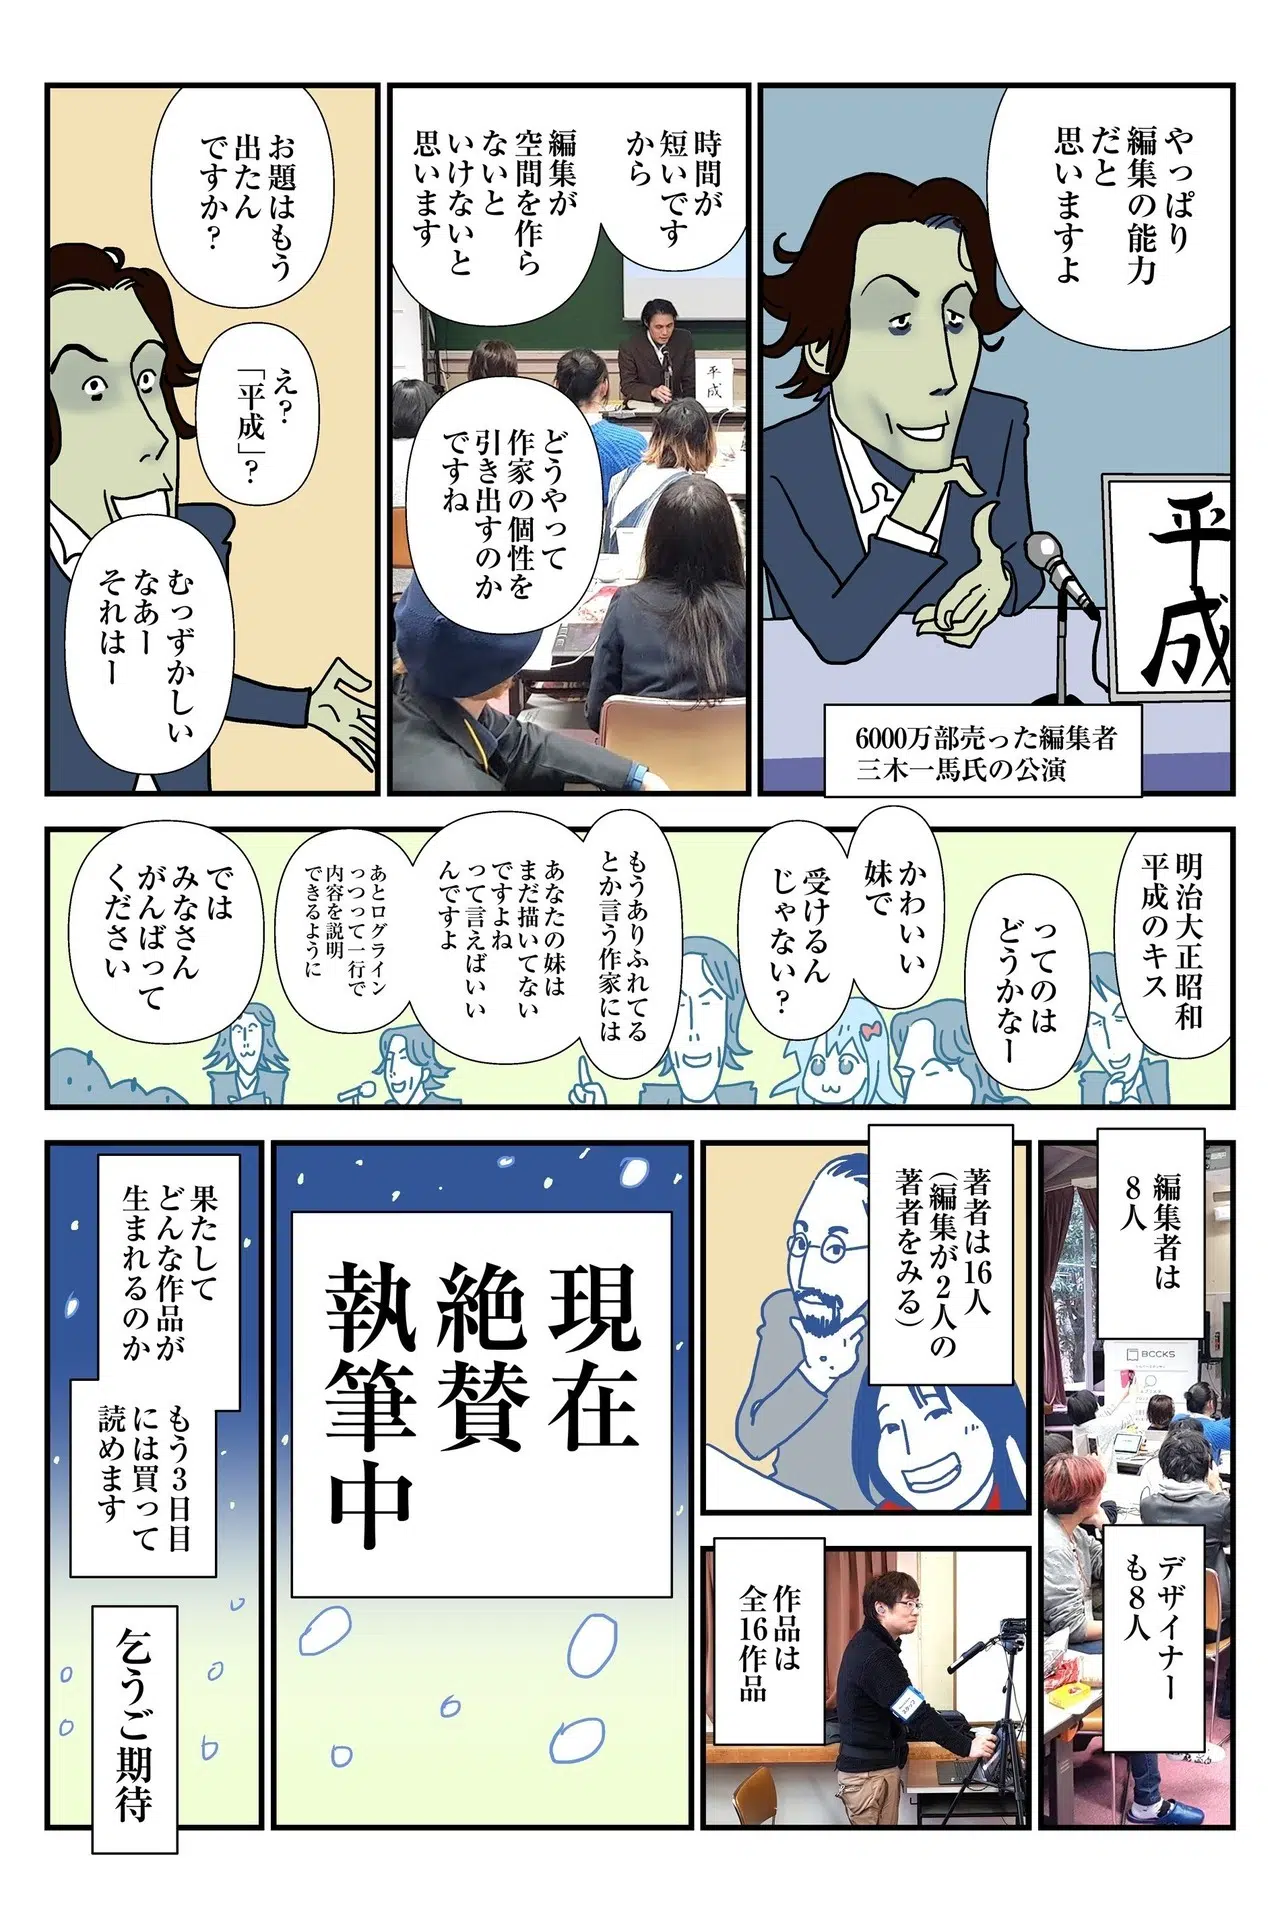 やっぱり
編集の能力
だと
思いますよ
平成
6000万部売った編集者
三木一馬氏の公演
時間が
短いです
から
編集が
空間を作ら
ないと
いけないと
思います
平成
どうやって
作家の個性を
引き出すのか
ですね
お題はもう
出たん
ですか?
え?
「平成」?
むっずかしい
なあー
それはー
明治大正昭和
平成のキス
ってのは
どうかなー
かわいい
妹で
受けるん
じゃない?
もうありふれてる
とか言う作家には
あなたの妹は
まだ描いてない
ですよね
って言えばいい
んですよ
あとログライン
っつって一行で
内容を説明
できるように
では
みなさん
がんばって
ください
編集者は
8人
BCCKS
デザイナー
も8人
著者は16人
(編集が2人の
著者をみる)
作品は
全16作品
スタッフ
現在
絶賛
執筆中
果たして
どんな作品が
生まれるのか
もう3日目
には買って
読めます
乞うご期待